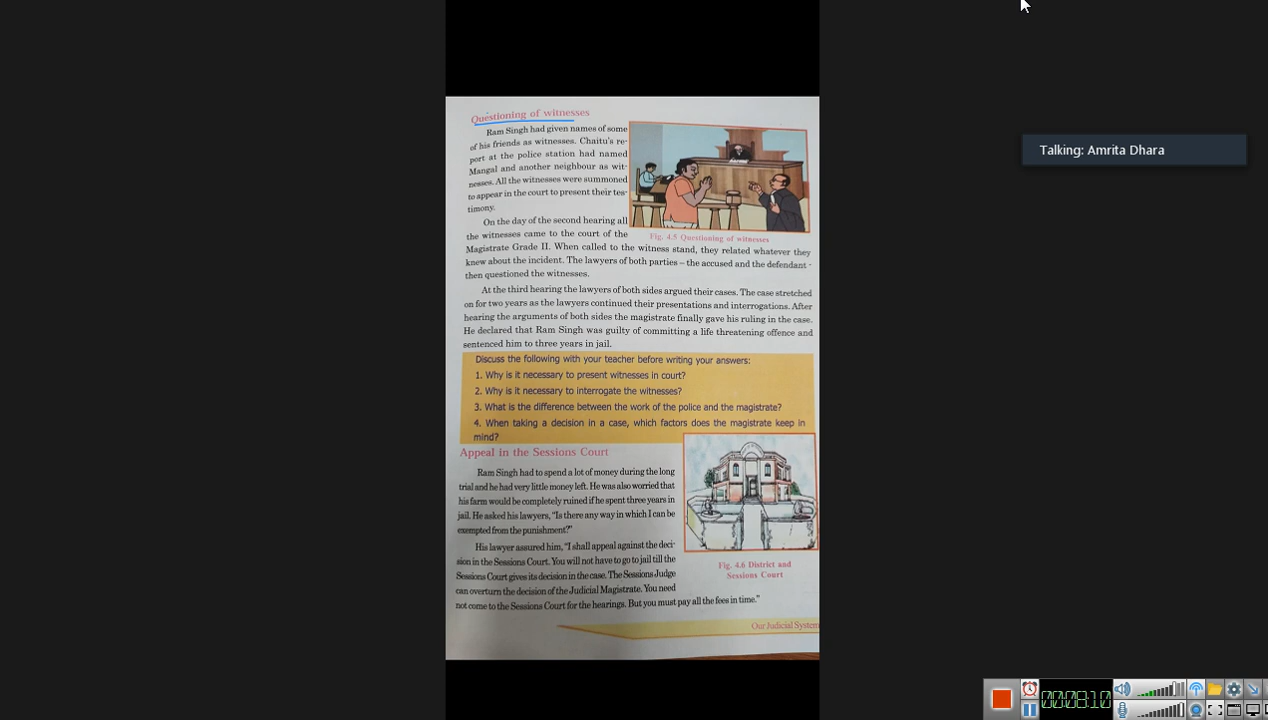 Talking: Amrita Dhara
Questioning of witnesses
Ram Singh had given names of some
of his friends as witnesses. Chaitu's re-
port at the police station had named
Mangal and another neighbour as wit-
nesses. All the witnesses were summoned
to appear in the court to present their tes-
timony.
On the day of the second hearing all
the witnesses came to the court of the
Fig. 4.5 Questioning of witnesses
Magistrate Grade II. When called to the witness stand, they related whatever they
knew about the incident. The lawyers of both parties – the accused and the defendant -
then questioned the witnesses.
At the third hearing the lawyers of both sides argued their cases. The case stretched
on for two years as the lawyers continued their presentations and interrogations. After
hearing the arguments of both sides the magistrate finally gave his ruling in the case.
He declared that Ram Singh was guilty of committing a life threatening offence and
sentenced him to three years in jail.
Discuss the following with your teacher before writing your answers:
1. Why is it necessary to present witnesses in court?
2. Why is it necessary to interrogate the witnesses?
3. What is the difference between the work of the police and the magistrate?
4. When taking a decision in a case, which factors does the magistrate keep in
mind?
Appeal in the Sessions Court
Ram Singh had to spend a lot of money during the long
trial and he had very little money left. He was also worried that
his farm would be completely ruined if he spent three years in
jail. He asked his lawyers, "Is there any way in which I can be
exempted from the punishment?"
His lawyer assured him, "I shall appeal against the deci-
sion in the Sessions Court. You will not have to go to jail till the
Sessions Court gives its decision in the case. The Sessions Judge
can overturn the decision of the Judicial Magistrate. You need
not come to the Sessions Court for the hearings. But you must pay all the fees in time."
Fig. 4.6 District and
Sessions Court
Our Judicial System
00:08:10